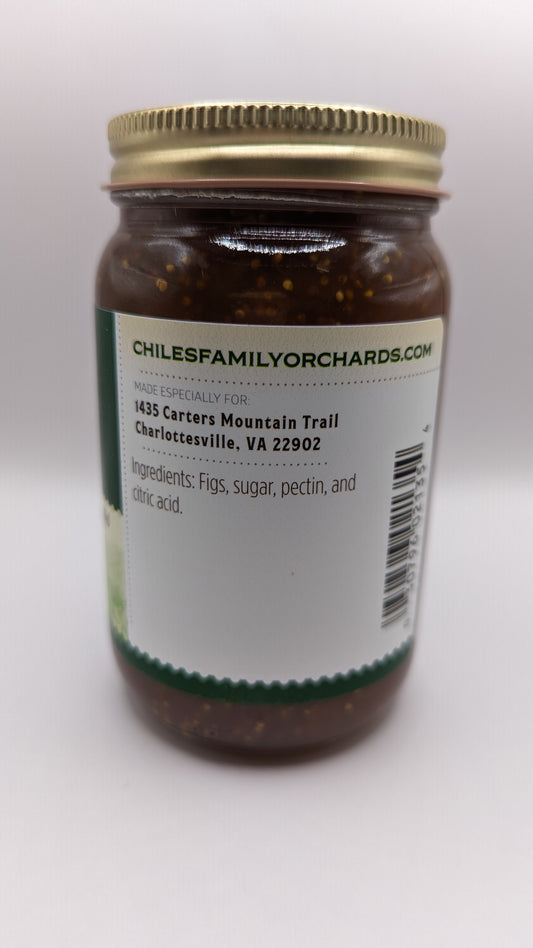 CHILESFAMILYORCHARDS.COM
MADE ESPECIALLY FOR:
1435 Carters Mountain Trail
Charlottesville, VA 22902
Ingredients: Figs, sugar, pectin, and
citric acid.